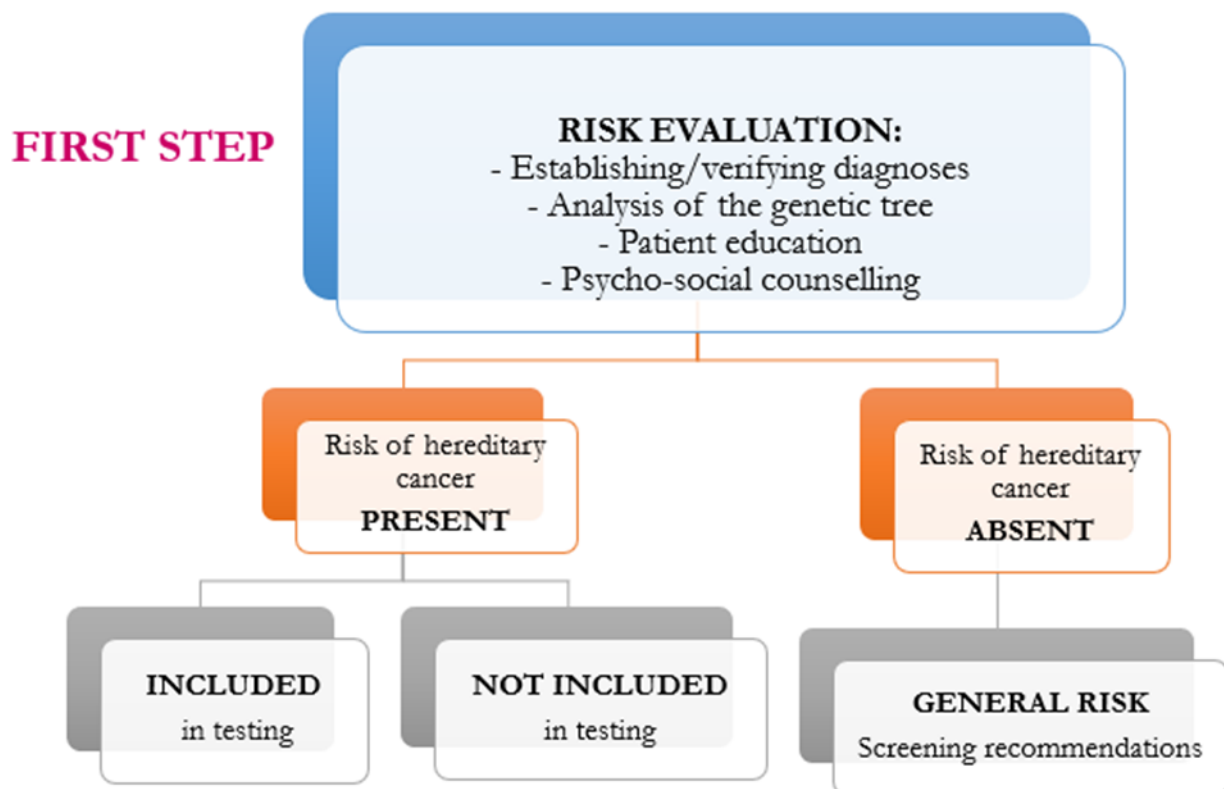 FIRST STEP
RISK EVALUATION:
- Establishing/verifying diagnoses
- Analysis of the genetic tree
- Patient education
- Psycho-social counselling
Risk of hereditary
cancer
PRESENT
Risk of hereditary
cancer
ABSENT
INCLUDED
in testing
NOT INCLUDED
in testing
GENERAL RISK
Screening recommendations